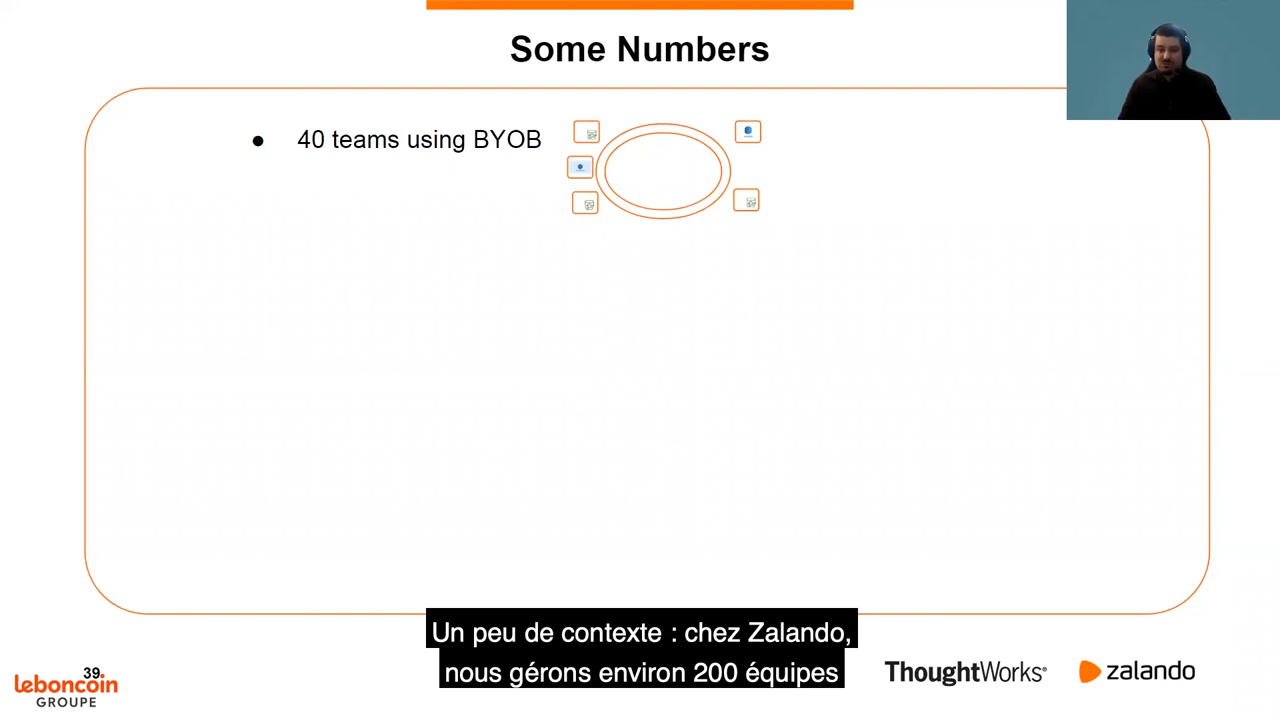 Some Numbers
● 40 teams using BYOB
Un peu de contexte : chez Zalando,
nous gérons environ 200 équipes
39
leboncoin
GROUPE
ThoughtWorks®
zalando